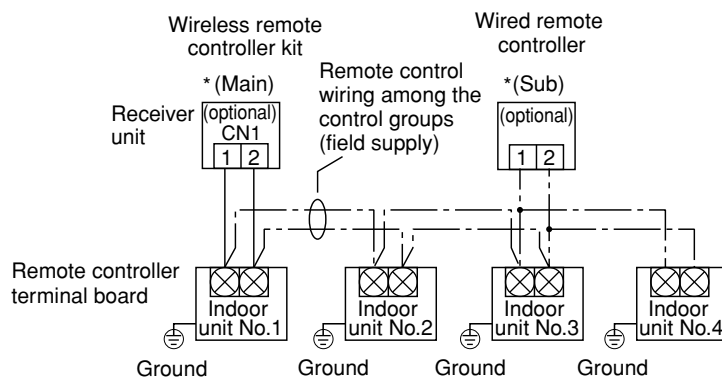 Wireless remote
controller kit
* (Main)
Receiver
unit
(optional)
CN1
1 2
Remote control
wiring among the
control groups
(field supply)
Wired remote
controller
* (Sub)
(optional)
1 2
Remote controller
terminal board
Indoor
unit No.1
Indoor
unit No.2
Indoor
unit No.3
Indoor
unit No.4
Ground
Ground
Ground
Ground